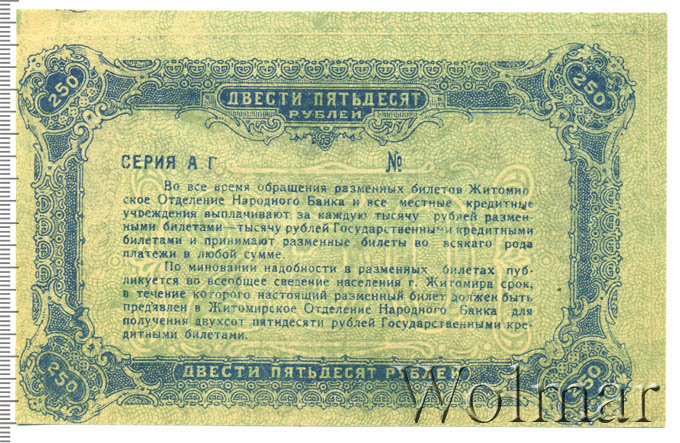 250
250
ДВЕСТИ ПЯТЬДЕСЯТ
РУБЛЕЙ
СЕРИЯ А Г №
Во все время обращения разменных билетов Житомир
ское Отделение Народного Банка и все местные кредитные
учреждения выплачивают за каждую тысячу рублей размен-
ными билетами—тысячу рублей Государственными кредитными
билетами и принимают разменные билеты во всякаго рода
платежи в любой сумме.
По миновании надобности в разменных билетах пуб-
ликуется во всеобщее сведение населения г. Житомира срок,
в течение которого настоящий разменный билет должен быть
предявлен в Житомирское Отделение Народного Банка для
получения двухсот пятидесяти рублей Государственными кре-
дитными билетами.
250
250
ДВЕСТИ ПЯТЬДЕСЯТ РУБЛЕЙ
Wolmar